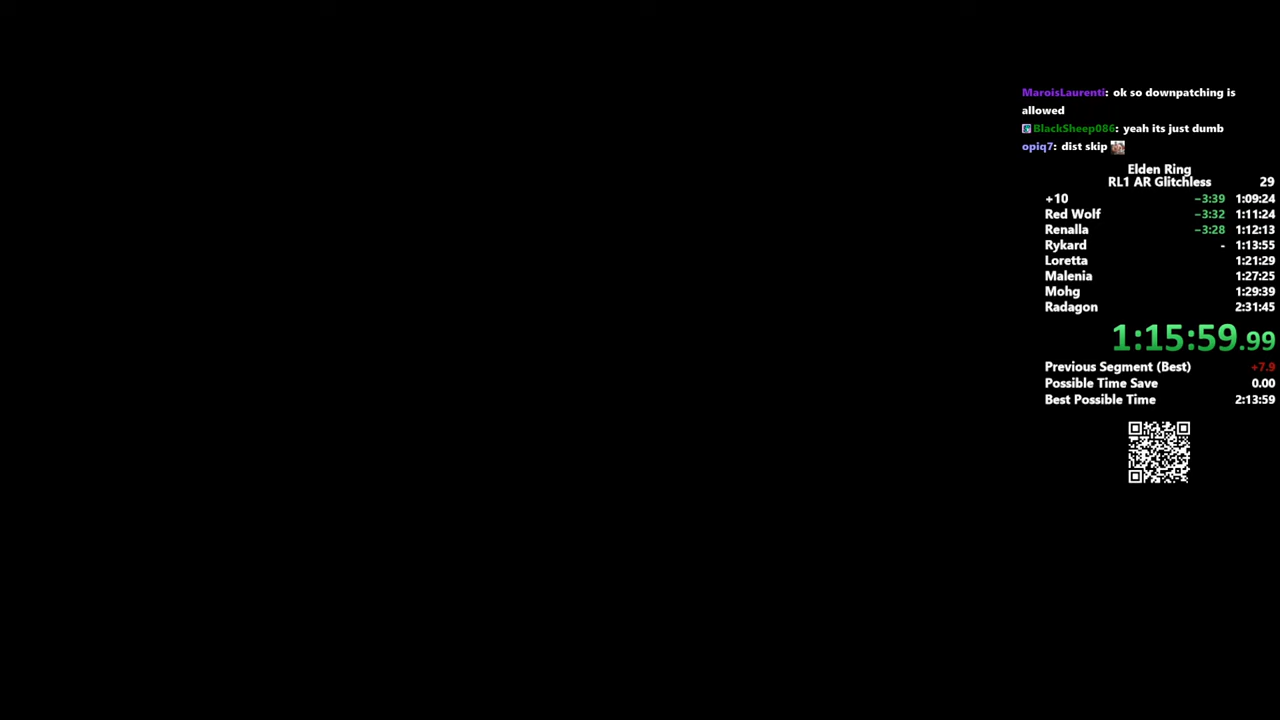 MaroisLaurenti: ok so downpatching is
allowed
BlackSheep086: yeah its just dumb
opiq7: dist skip
Elden Ring
RL1 AR Glitchless 29
+10 −3:39 1:09:24
Red Wolf −3:32 1:11:24
Renalla −3:28 1:12:13
Rykard - 1:13:55
Loretta 1:21:29
Malenia 1:27:25
Mohg 1:29:39
Radagon 2:31:45
1:15:59.99
Previous Segment (Best) +7.9
Possible Time Save 0.00
Best Possible Time 2:13:59